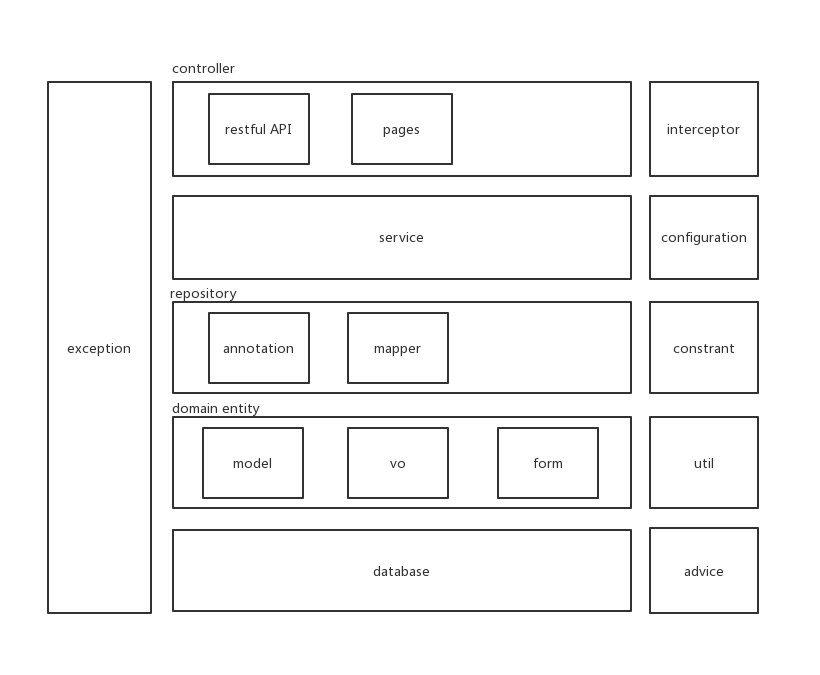 controller
restful API
pages
interceptor
service
configuration
repository
exception
annotation
mapper
constrant
domain entity
model
vo
form
util
database
advice